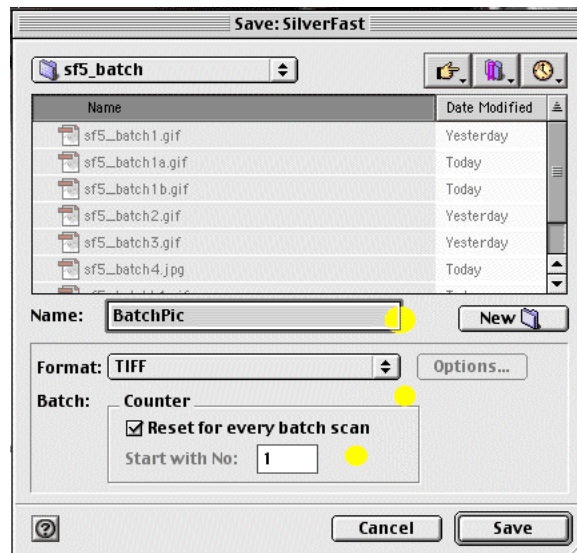 Save: SilverFast
sf5_batch
Name Date Modified
sf5_batch1.gif Yesterday
sf5_batch1a.gif Today
sf5_batch1b.gif Today
sf5_batch2.gif Yesterday
sf5_batch3.gif Yesterday
sf5_batch4.jpg Today
Name: BatchPic New
Format: TIFF Options...
Batch: Counter
Reset for every batch scan
Start with No: 1
? Cancel Save